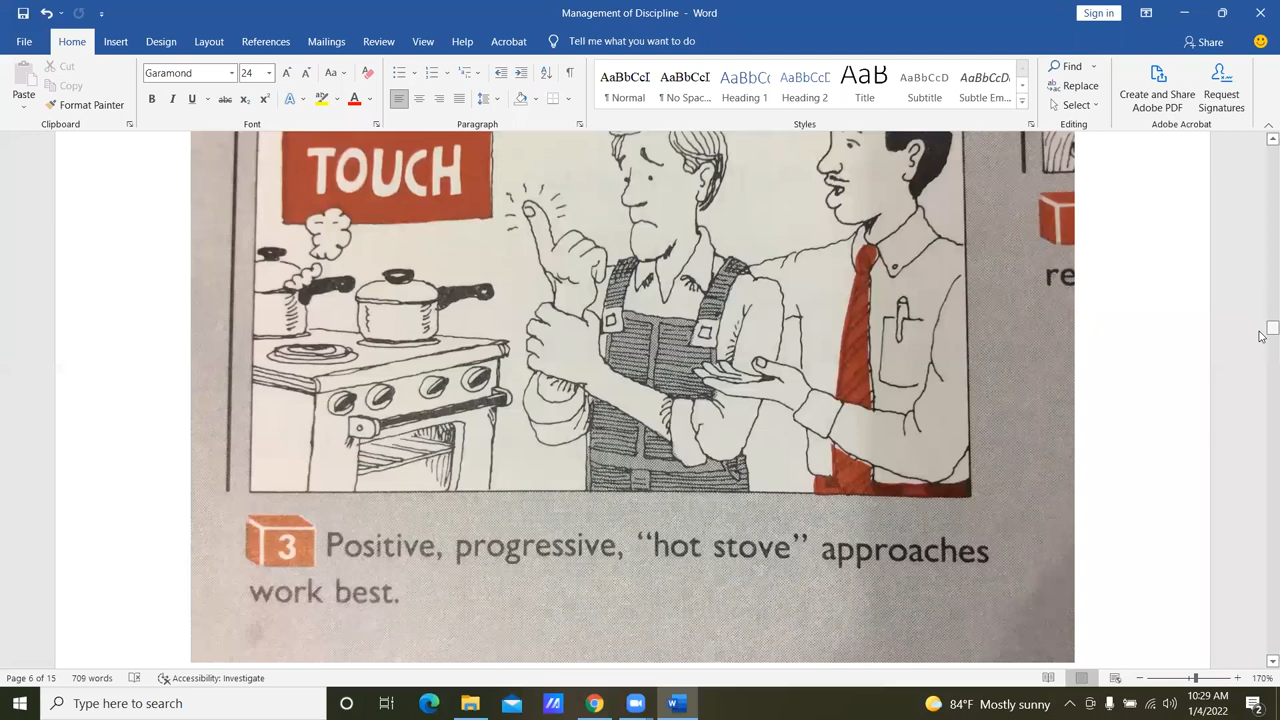 Management of Discipline - Word
Sign in
File Home Insert Design Layout References Mailings Review View Help Acrobat Tell me what you want to do Share
Paste
Cut
Copy
Format Painter
Clipboard
Garamond 24
Font
Paragraph
AaBbCcI AaBbCcI AaBbC AaBbCcI AaB AaBbCcD AaBbCcD
¶ Normal ¶ No Spac... Heading 1 Heading 2 Title Subtitle Subtle Em...
Styles
Find
Replace
Select
Editing
Create and Share Adobe PDF
Request Signatures
Adobe Acrobat
TOUCH
re
3 Positive, progressive, “hot stove” approaches
work best.
Page 6 of 15 709 words Accessibility: Investigate 170%
Type here to search
84°F Mostly sunny
10:29 AM
1/4/2022
2